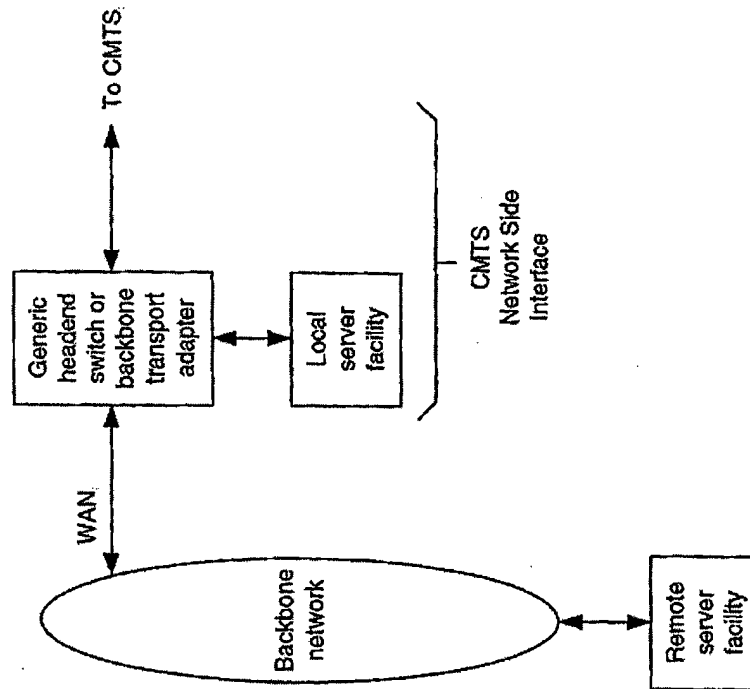 Generic
headend
switch or
backbone
transport
adapter
To CMTS
WAN
Local
server
facility
CMTS
Network Side
Interface
Backbone
network
Remote
server
facility